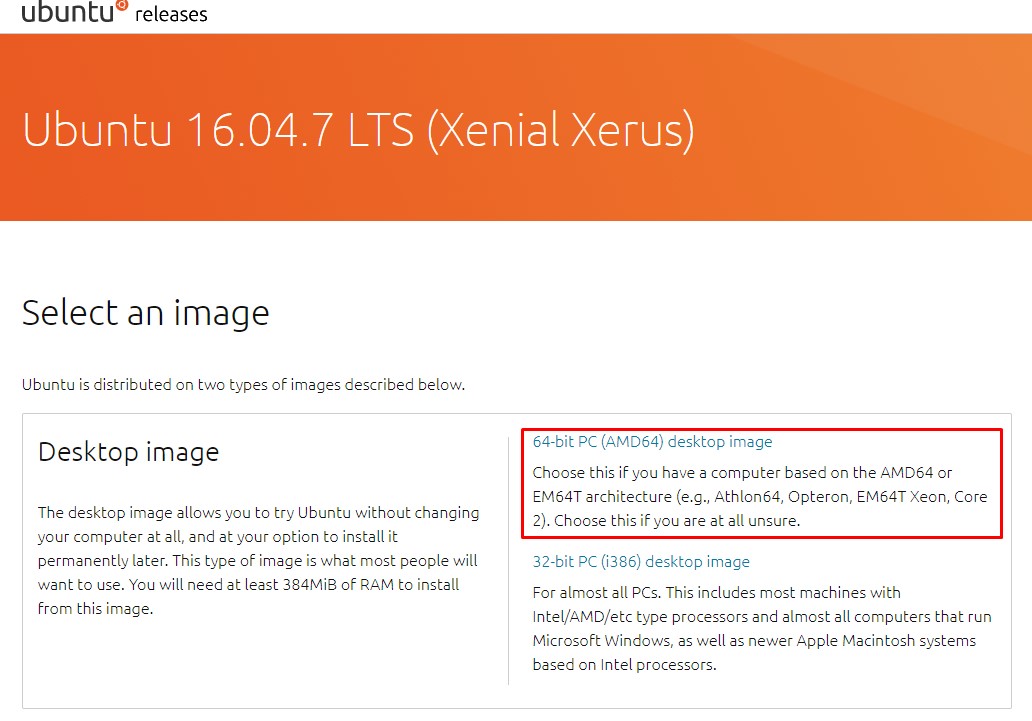 ubuntu releases
Ubuntu 16.04.7 LTS (Xenial Xerus)
Select an image
Ubuntu is distributed on two types of images described below.
Desktop image
The desktop image allows you to try Ubuntu without changing
your computer at all, and at your option to install it
permanently later. This type of image is what most people will
want to use. You will need at least 384MiB of RAM to install
from this image.
64-bit PC (AMD64) desktop image
Choose this if you have a computer based on the AMD64 or
EM64T architecture (e.g., Athlon64, Opteron, EM64T Xeon, Core
2). Choose this if you are at all unsure.
32-bit PC (i386) desktop image
For almost all PCs. This includes most machines with
Intel/AMD/etc type processors and almost all computers that run
Microsoft Windows, as well as newer Apple Macintosh systems
based on Intel processors.